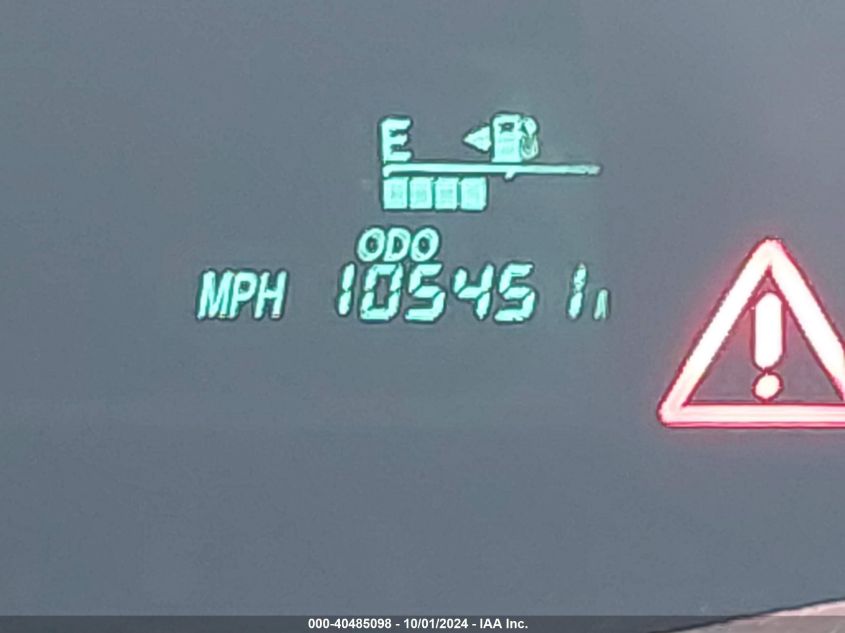 E
ODO
MPH 105451
000-40485098 - 10/01/2024 - IAA Inc.